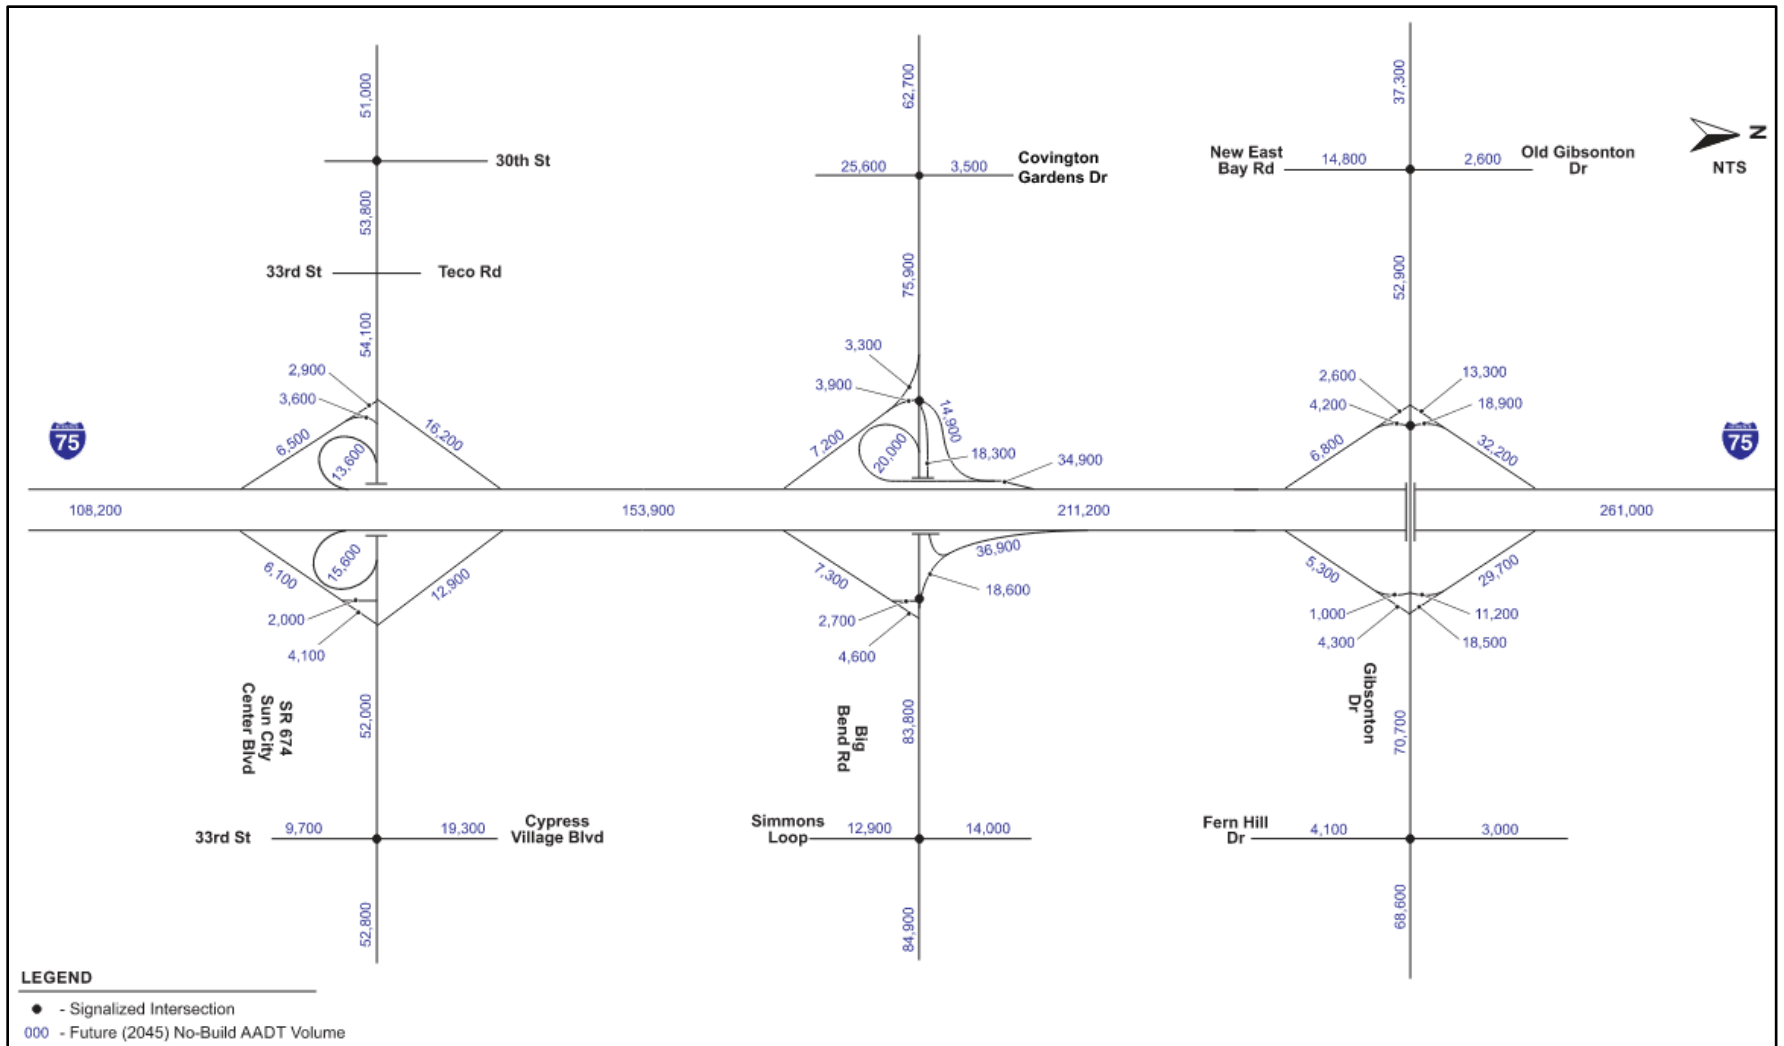 51,000
30th St
53,800
33rd St
Teco Rd
54,100
2,900
3,600
6,500
13,600
16,200
62,700
25,600
3,500
Covington
Gardens Dr
75,900
3,300
3,900
7,200
20,000
14,900
18,300
34,900
37,300
New East
Bay Rd
14,800
2,600
Old Gibsonton
Dr
N
NTS
52,900
2,600
13,300
4,200
18,900
6,800
32,200
75
75
108,200
153,900
211,200
261,000
6,100
15,600
12,900
2,000
4,100
SR 674
Sun City
Center Blvd
52,000
33rd St
9,700
19,300
Cypress
Village Blvd
52,800
7,300
36,900
18,600
2,700
4,600
Big
Bend Rd
83,800
Simmons
Loop
12,900
14,000
84,900
5,300
29,700
1,000
11,200
4,300
18,500
Gibsonton
Dr
70,700
Fern Hill
Dr
4,100
3,000
68,600
LEGEND
- Signalized Intersection
000 - Future (2045) No-Build AADT Volume